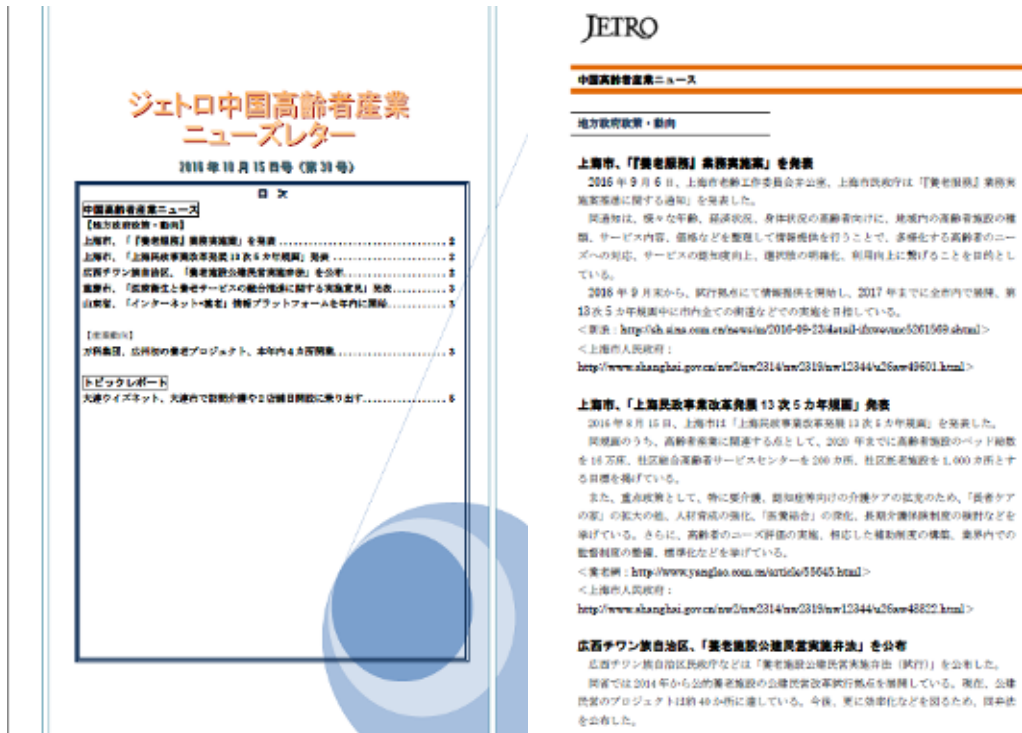 ジェトロ中国高齢者産業
ニューズレター
2016年10月15日号（第30号）
目 次
中国高齢者産業ニュース
【地方政府政策・動向】
上海市、「『養老服務』業務実施案」を発表 2
上海市、「上海民政事業改革発展13次5カ年規画」発表 2
広西チワン族自治区、「養老施設公建民営実施弁法」を公布 2
重慶市、「医療衛生と養老サービスの総合推進に関する実施意見」発表 3
山東省、「インターネット+養老」情報プラットフォームを年内に開始 3
【産業動向】
万科集団、広州初の養老プロジェクト、本年内4カ所開業 3
トピックレポート
大連ウイズネット、大連市で訪問介護や2店舗目開設に乗り出す 5
JETRO
中国高齢者産業ニュース
地方政府政策・動向
上海市、「『養老服務』業務実施案」を発表
2016年9月6日、上海市老齢工作委員会弁公室、上海市民政庁は「『養老服務』業務実
施案推進に関する通知」を発表した。
同通知は、様々な年齢、経済状況、身体状況の高齢者向けに、地域内の高齢者施設の種
類、サービス内容、価格などを整理して情報提供を行うことで、多様化する高齢者のニー
ズへの対応、サービスの認知度向上、選択肢の明確化、利用向上に繋げることを目的とし
ている。
2016年9月末から、試行拠点にて情報提供を開始し、2017年までに全市内で展開、第
13次5カ年規画中に市内全ての街道などでの実施を目指している。
＜新浪：http://sh.sina.com.cn/news/m/2016-09-23/detail-ifxwevmc5261569.shtml＞
＜上海市人民政府：
http://www.shanghai.gov.cn/nw2/nw2314/nw2319/nw12344/u26aw49601.html＞
上海市、「上海民政事業改革発展13次5カ年規画」発表
2016年8月15日、上海市は「上海民政事業改革発展13次5カ年規画」を発表した。
同規画のうち、高齢者産業に関連する点として、2020年までに高齢者施設のベッド総数
を16万床、社区総合高齢者サービスセンターを200カ所、社区託老施設を1,000カ所とす
る目標を掲げている。
また、重点政策として、特に要介護、認知症等向けの介護ケアの拡充のため、「長者ケア
の家」の拡大の他、人材育成の強化、「医養結合」の深化、長期介護保険制度の検討などを
挙げている。さらに、高齢者のニーズ評価の実施、相応した補助制度の構築、業界内での
監督制度の整備、標準化などを挙げている。
＜養老網：http://www.yanglao.com.cn/article/55645.html＞
＜上海市人民政府：
http://www.shanghai.gov.cn/nw2/nw2314/nw2319/nw12344/u26aw48822.html＞
広西チワン族自治区、「養老施設公建民営実施弁法」を公布
広西チワン族自治区民政庁などは「養老施設公建民営実施弁法（試行）」を公布した。
同省では2014年から公的養老施設の公建民営改革試行拠点を展開している。現在、公建
民営のプロジェクトは約40か所に達している。今後、更に効率化などを図るため、同弁法
を公布した。